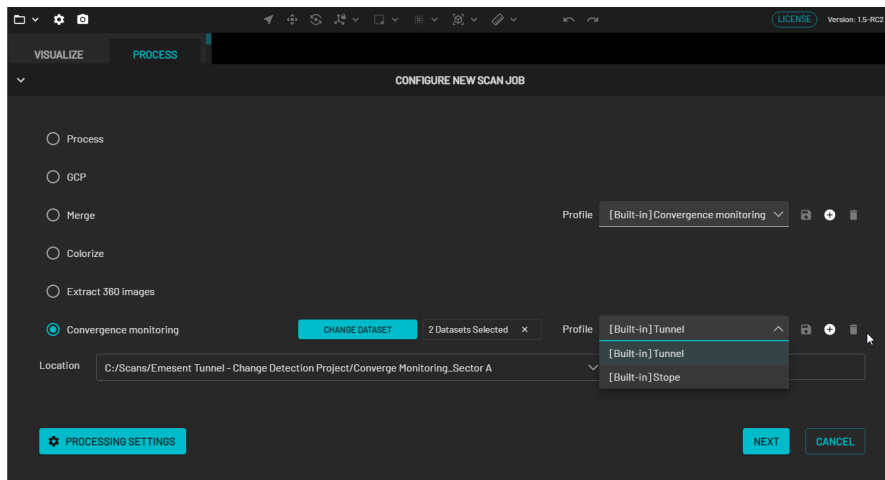 LICENSE Version: 1.5-RC2
VISUALIZE PROCESS
CONFIGURE NEW SCAN JOB
Process
GCP
Merge Profile [Built-in] Convergence monitoring
Colorize
Extract 360 images
Convergence monitoring CHANGE DATASET 2 Datasets Selected × Profile [Built-in] Tunnel
[Built-in] Tunnel
Location C:/Scans/Emesent Tunnel - Change Detection Project/Converge Monitoring_Sector A
[Built-in] Stope
PROCESSING SETTINGS NEXT CANCEL